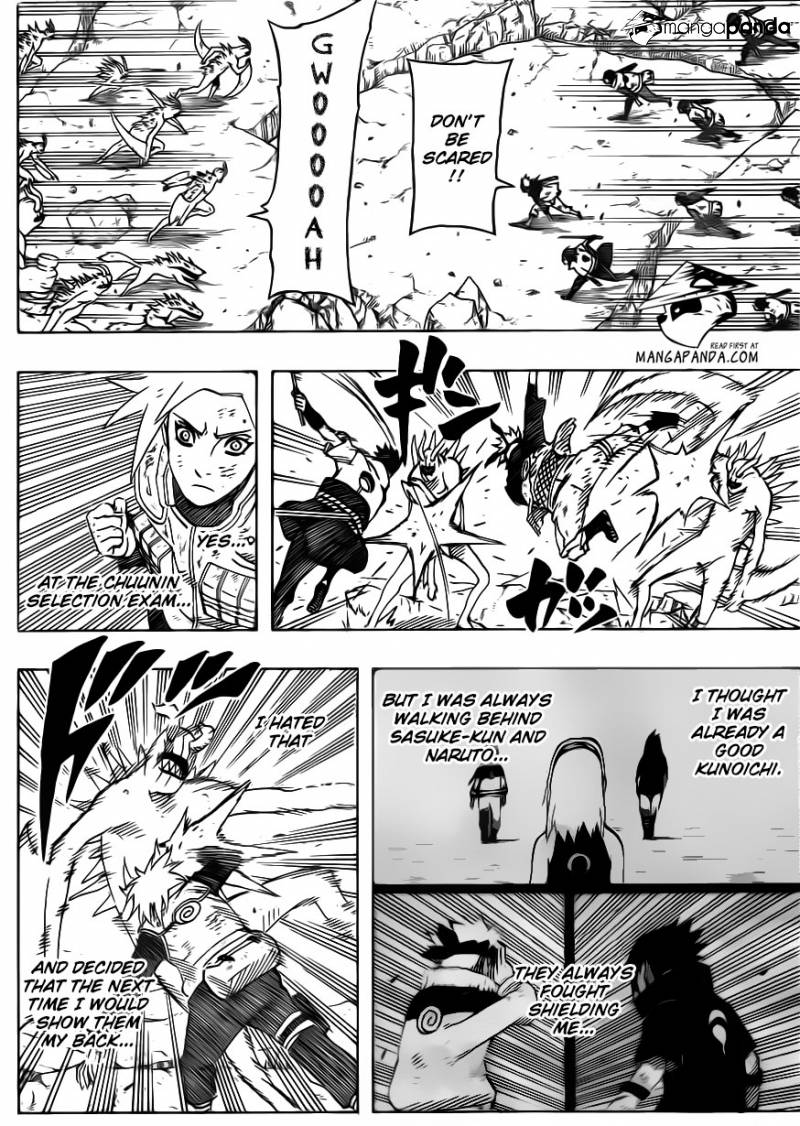 mangapanda
DON'T
BE
SCARED
!!
GWOOOOAH
READ FIRST AT
MANGAPANDA.COM
ギン
ガッ
YES...
AT THE CHUUNIN
SELECTION EXAM...
I THOUGHT
I WAS
ALREADY A
GOOD
KUNOICHI.
BUT I WAS ALWAYS
WALKING BEHIND
SASUKE-KUN AND
NARUTO...
THEY ALWAYS
FOUGHT
SHIELDING
ME...
I HATED
THAT
AND DECIDED
THAT THE NEXT
TIME I WOULD
SHOW THEM
MY BACK...